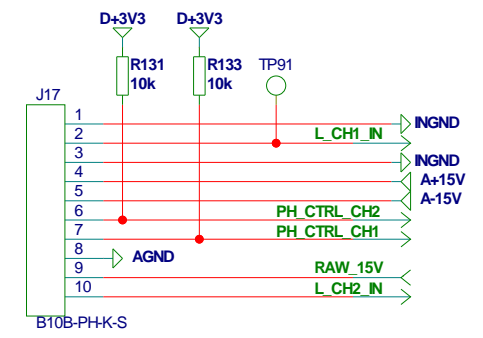 D+3V3 D+3V3
R131 R133 TP91
10k 10k
J17
1 INGND
2 L_CH1_IN
3 INGND
4 A+15V
5 A-15V
6 PH_CTRL_CH2
7 PH_CTRL_CH1
8 AGND
9 RAW_15V
10 L_CH2_IN
B10B-PH-K-S